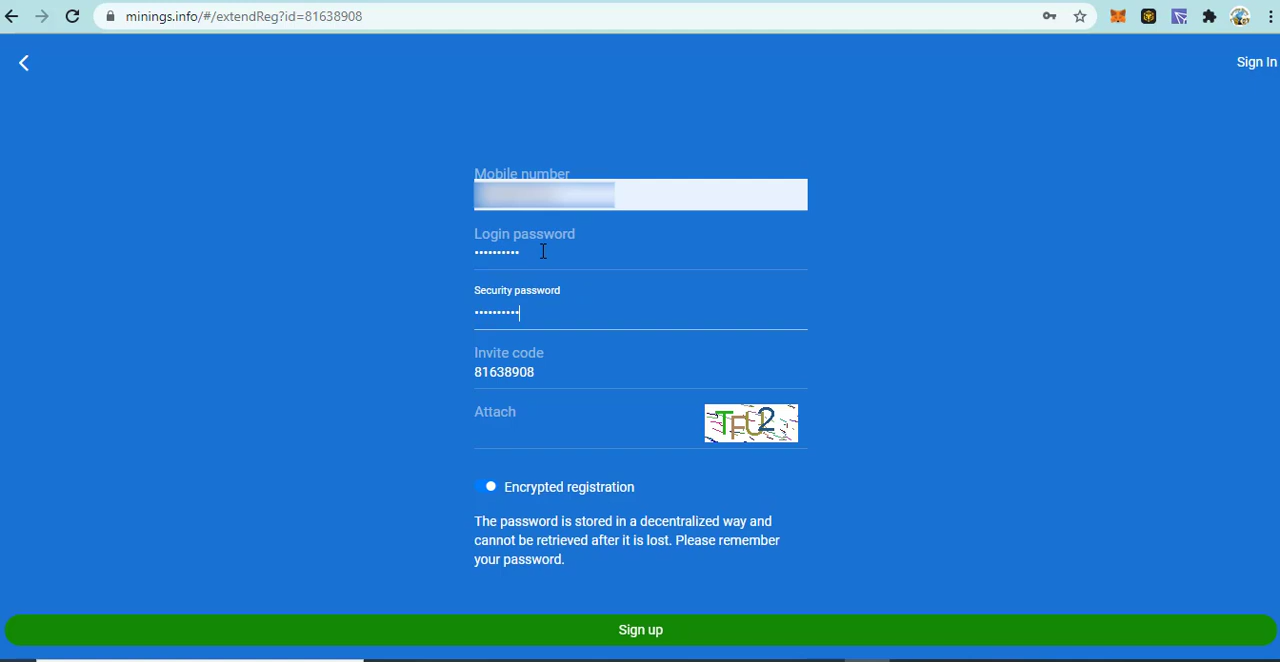 minings.info/#/extendReg?id=81638908
Sign In
Mobile number
Login password
••••••••••
Security password
••••••••••
Invite code
81638908
Attach
TFU2
Encrypted registration
The password is stored in a decentralized way and
cannot be retrieved after it is lost. Please remember
your password.
Sign up